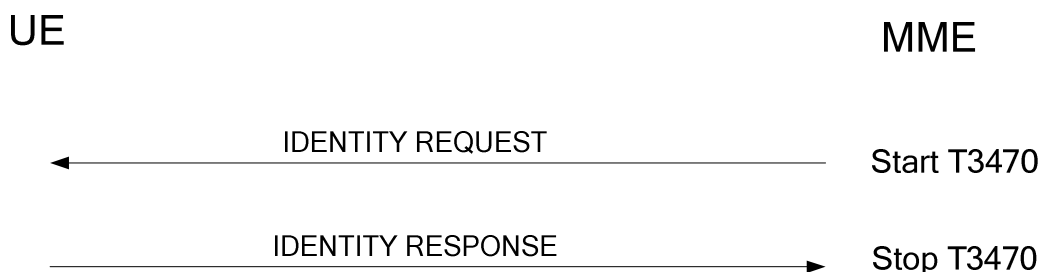 UE
MME
IDENTITY REQUEST
Start T3470
IDENTITY RESPONSE
Stop T3470